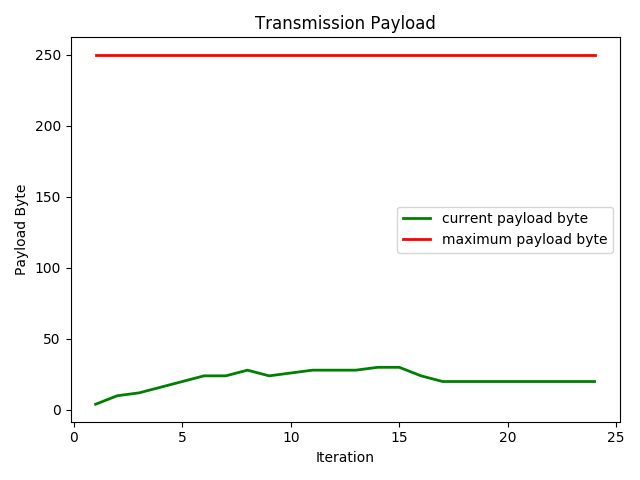 Transmission Payload
250
200
150
100
50
0
Payload Byte
current payload byte
maximum payload byte
0 5 10 15 20 25
Iteration